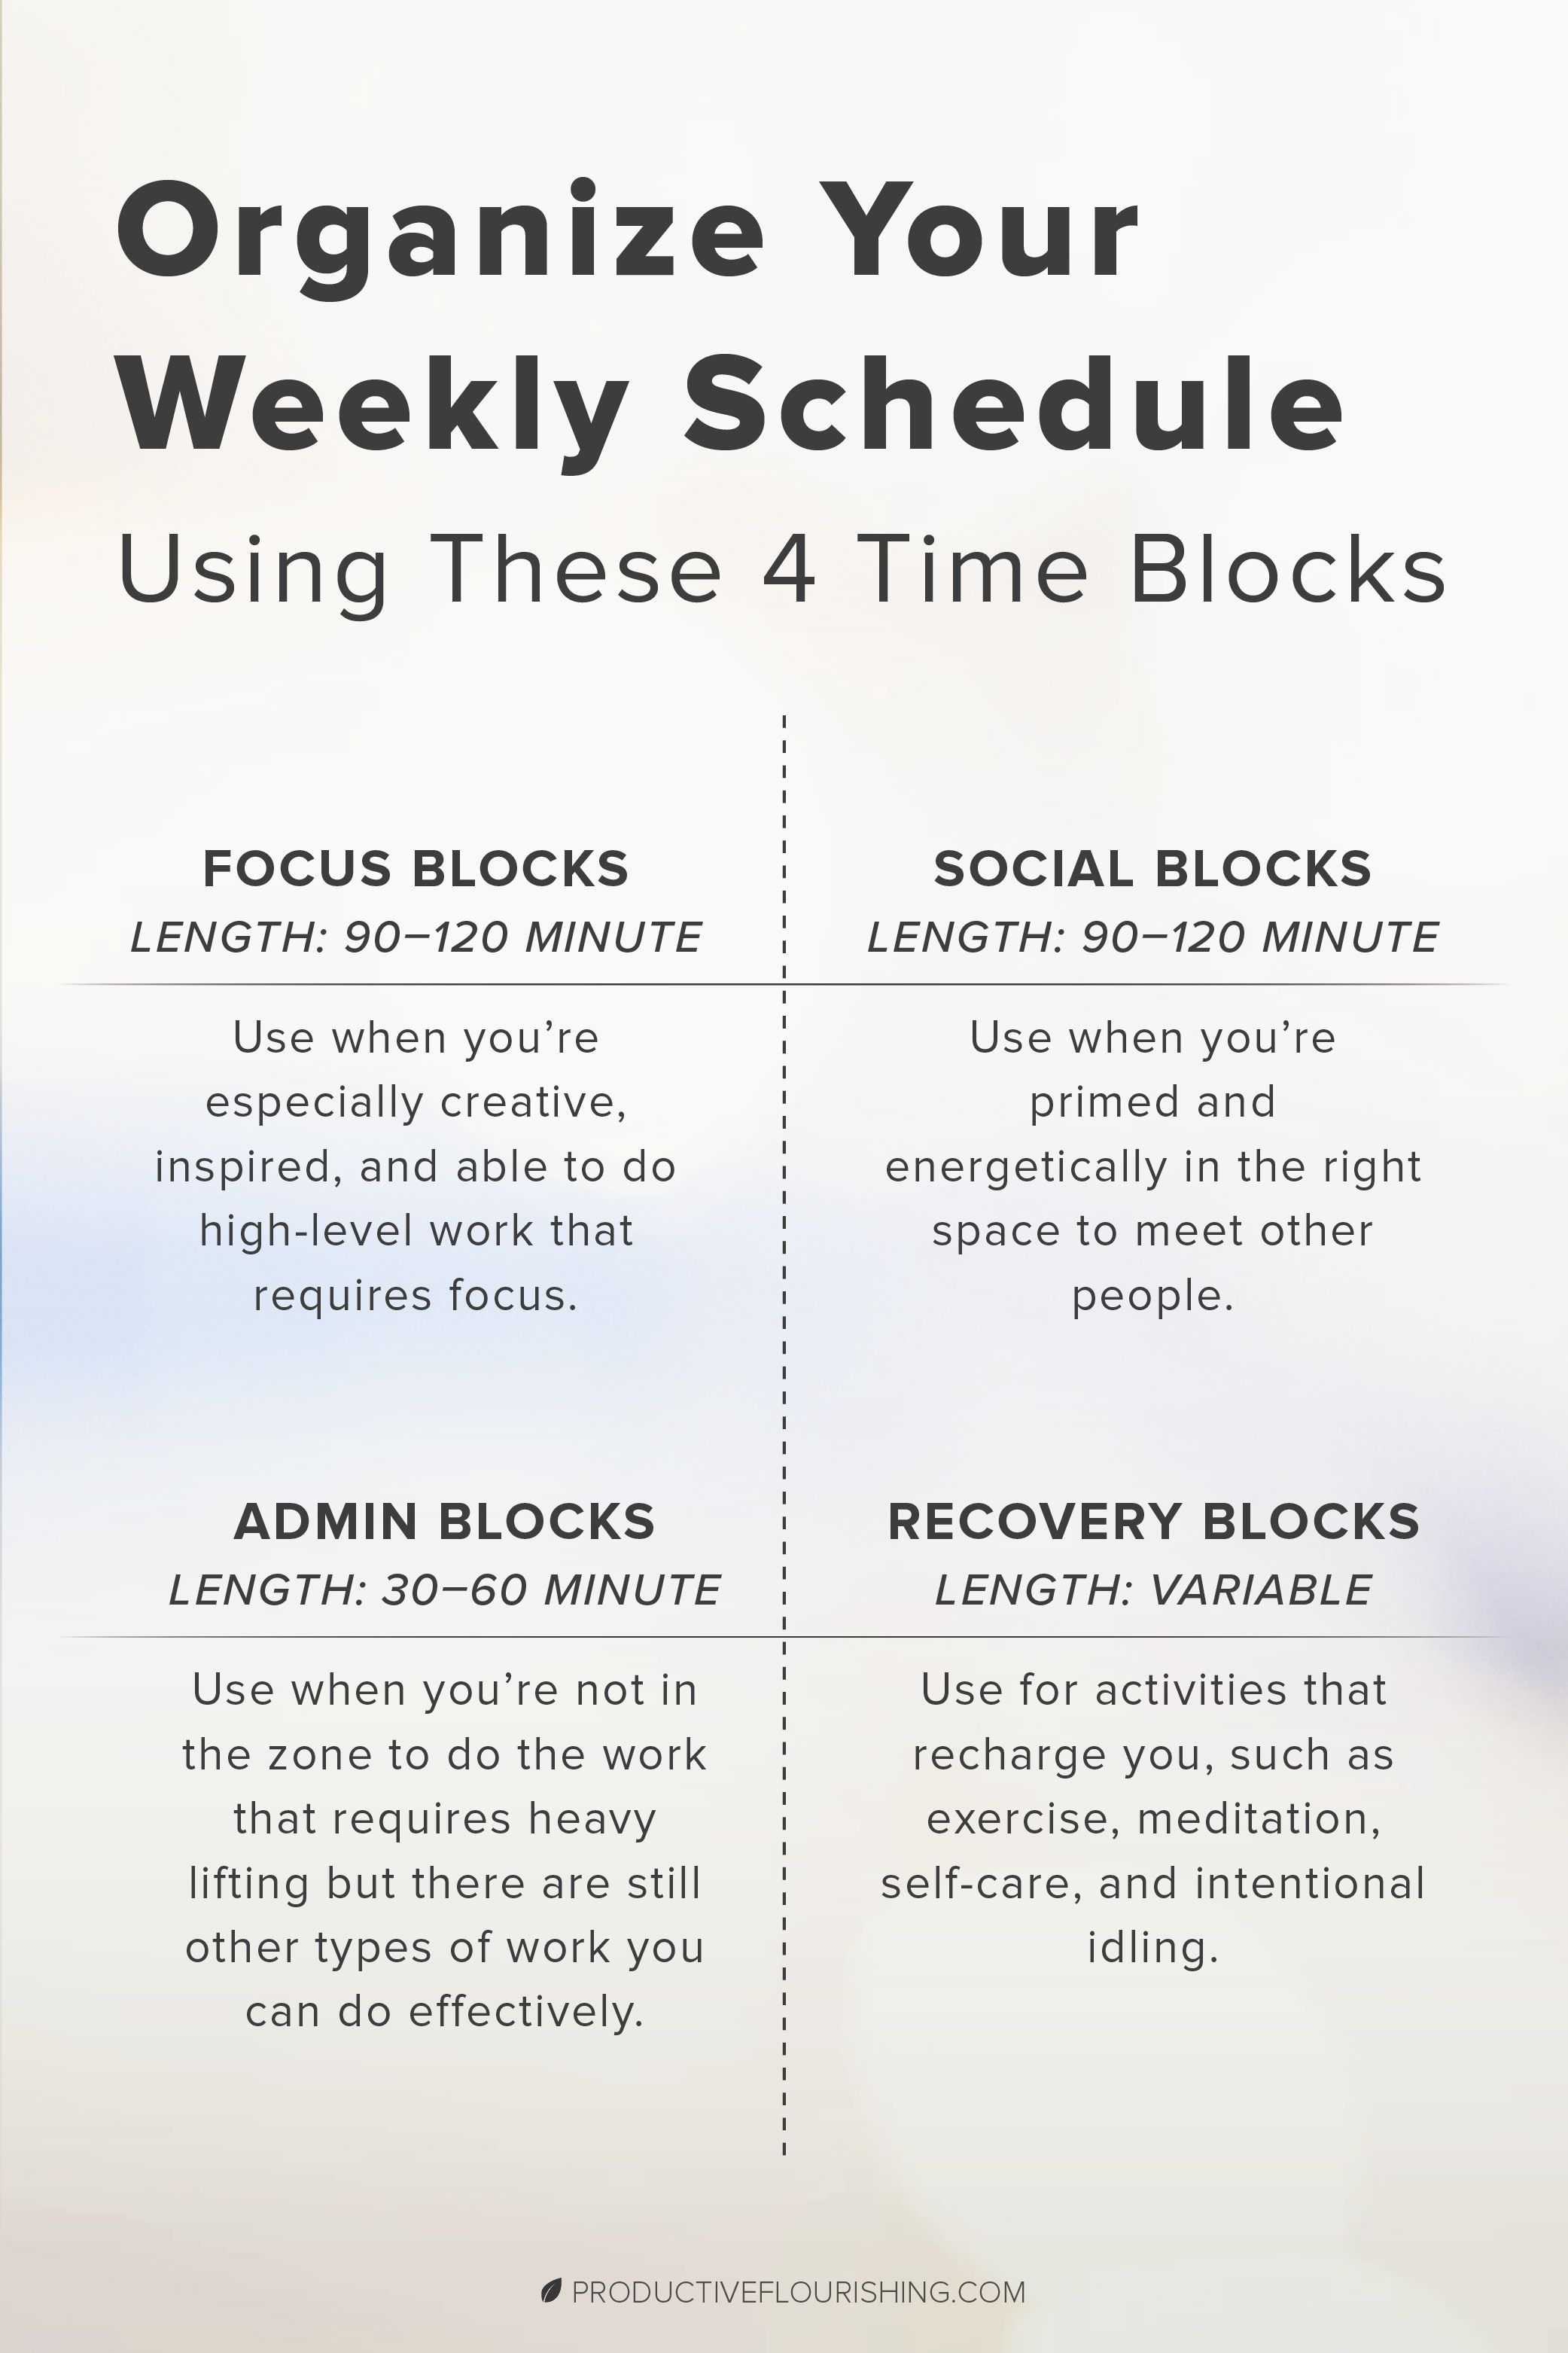 Organize Your
Weekly Schedule
Using These 4 Time Blocks
FOCUS BLOCKS
LENGTH: 90–120 MINUTE
Use when you’re
especially creative,
inspired, and able to do
high-level work that
requires focus.
SOCIAL BLOCKS
LENGTH: 90–120 MINUTE
Use when you’re
primed and
energetically in the right
space to meet other
people.
ADMIN BLOCKS
LENGTH: 30–60 MINUTE
Use when you’re not in
the zone to do the work
that requires heavy
lifting but there are still
other types of work you
can do effectively.
RECOVERY BLOCKS
LENGTH: VARIABLE
Use for activities that
recharge you, such as
exercise, meditation,
self-care, and intentional
idling.
PRODUCTIVEFLOURISHING.COM